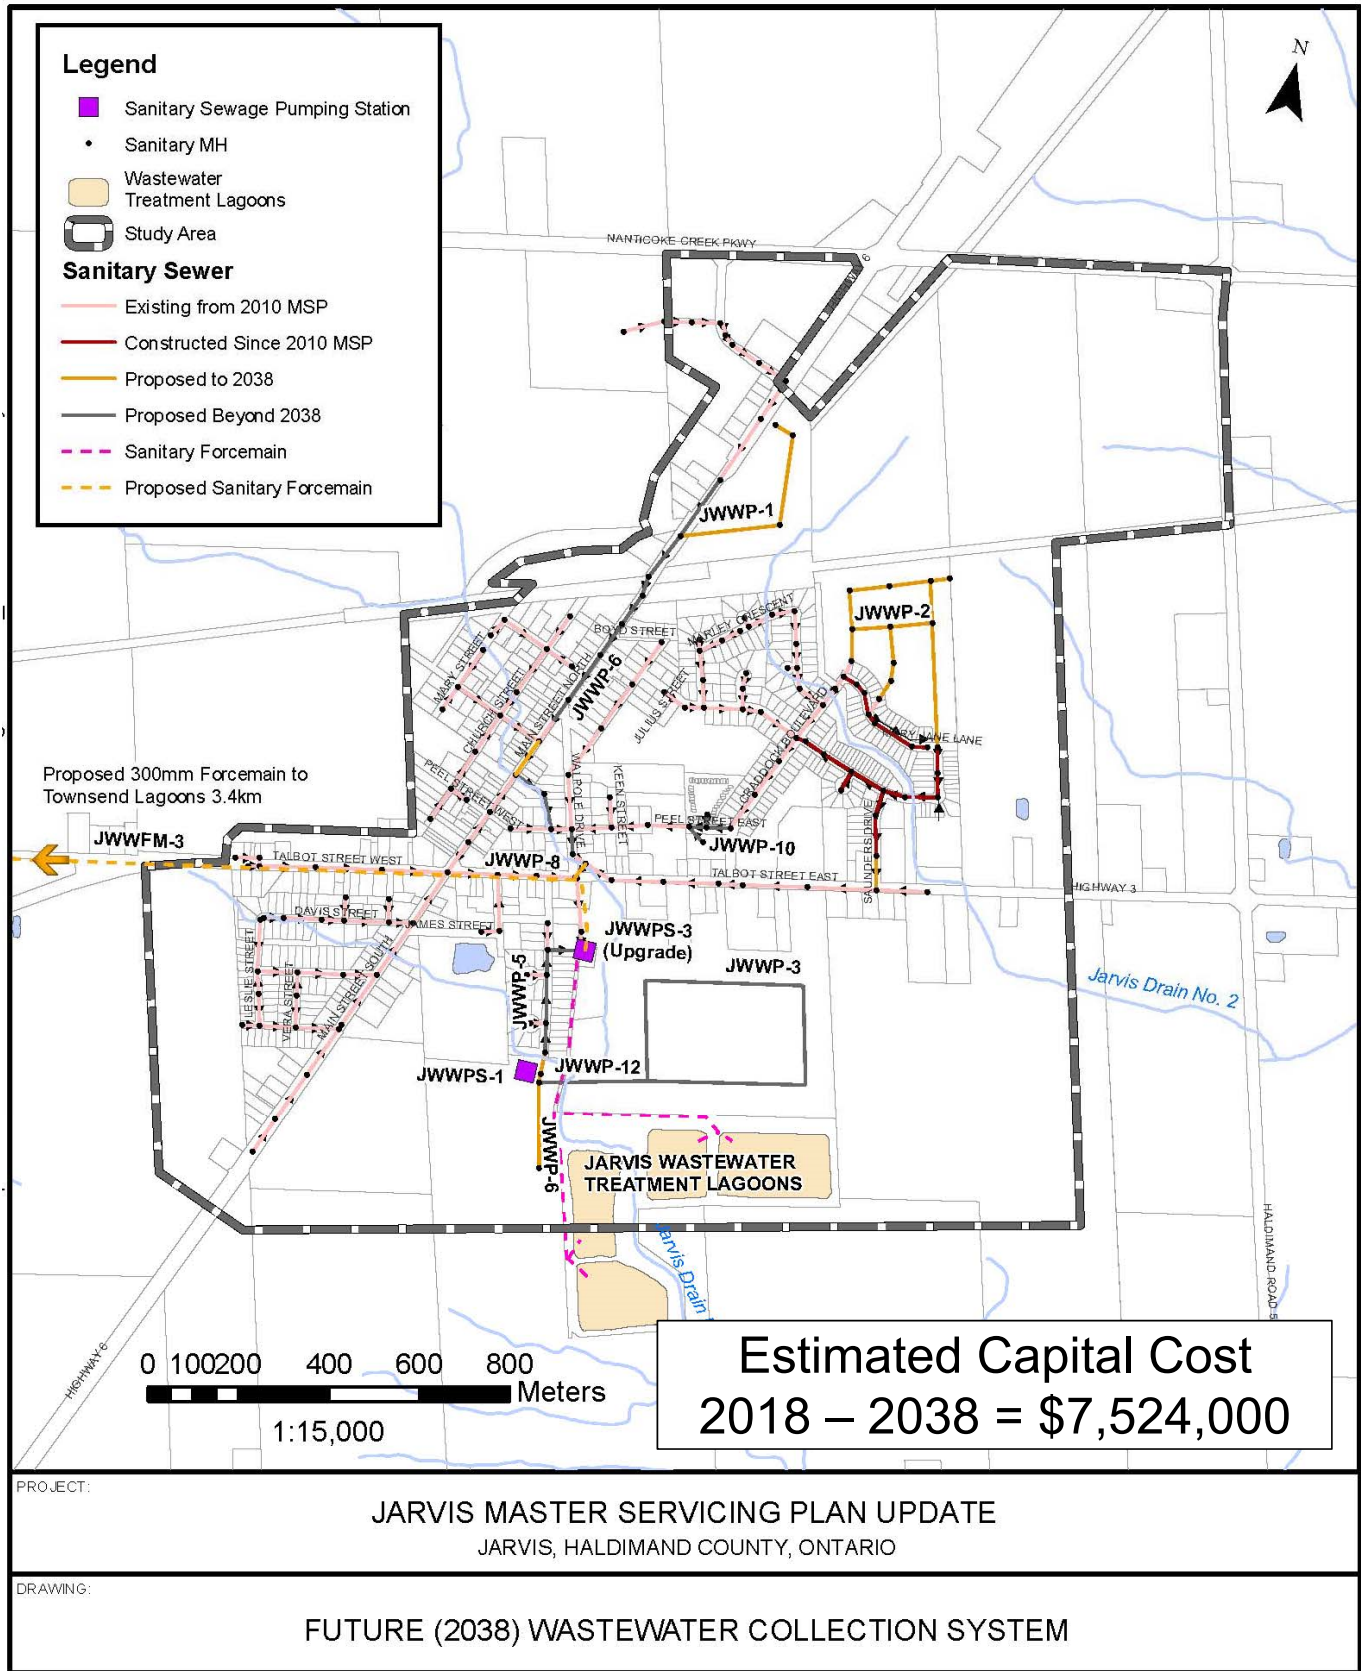 Legend
Sanitary Sewage Pumping Station
Sanitary MH
Wastewater
Treatment Lagoons
Study Area
Sanitary Sewer
Existing from 2010 MSP
Constructed Since 2010 MSP
Proposed to 2038
Proposed Beyond 2038
Sanitary Forcemain
Proposed Sanitary Forcemain
N
NANTICOKE CREEK PKWY
JWWP-1
JWWP-2
BOYD STREET
MARLEY CRESCENT
MARY STREET
CHURCH STREET
MAIN STREET NORTH
JWWP-6
JULIUS STREET
CRADDOCK BOULEVARD
MARY JANE LANE
PEEL STREET WEST
WALPOLE DRIVE
KEEN STREET
PEEL STREET EAST
JWWP-10
SAUNDERS DRIVE
Proposed 300mm Forcemain to
Townsend Lagoons 3.4km
JWWFM-3
TALBOT STREET WEST
JWWP-8
TALBOT STREET EAST
HIGHWAY 3
DAVIS STREET
JAMES STREET
LESLIE STREET
VERA STREET
MAIN STREET SOUTH
JWWP-5
JWWPS-3
(Upgrade)
JWWP-3
Jarvis Drain No. 2
JWWPS-1
JWWP-12
JWWP-6
JARVIS WASTEWATER
TREATMENT LAGOONS
Jarvis Drain
HALDIMAND ROAD 5
HIGHWAY 6
0 100 200 400 600 800
Meters
1:15,000
Estimated Capital Cost
2018 – 2038 = $7,524,000
PROJECT:
JARVIS MASTER SERVICING PLAN UPDATE
JARVIS, HALDIMAND COUNTY, ONTARIO
DRAWING:
FUTURE (2038) WASTEWATER COLLECTION SYSTEM